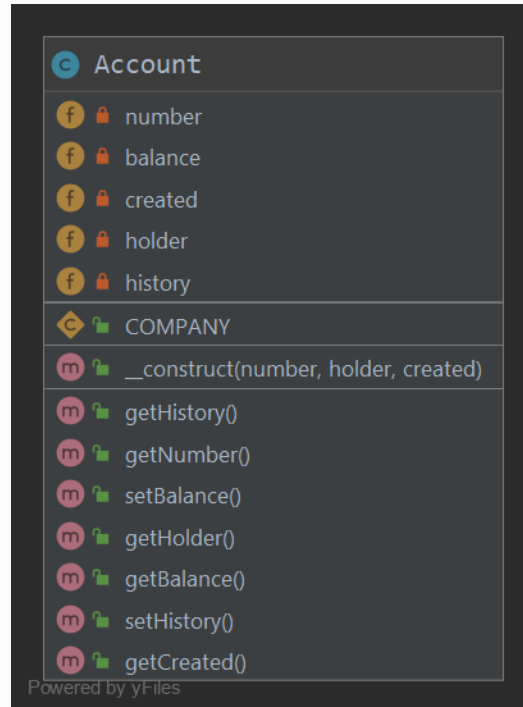 Account
number
balance
created
holder
history
COMPANY
__construct(number, holder, created)
getHistory()
getNumber()
setBalance()
getHolder()
getBalance()
setHistory()
getCreated()
Powered by yFiles